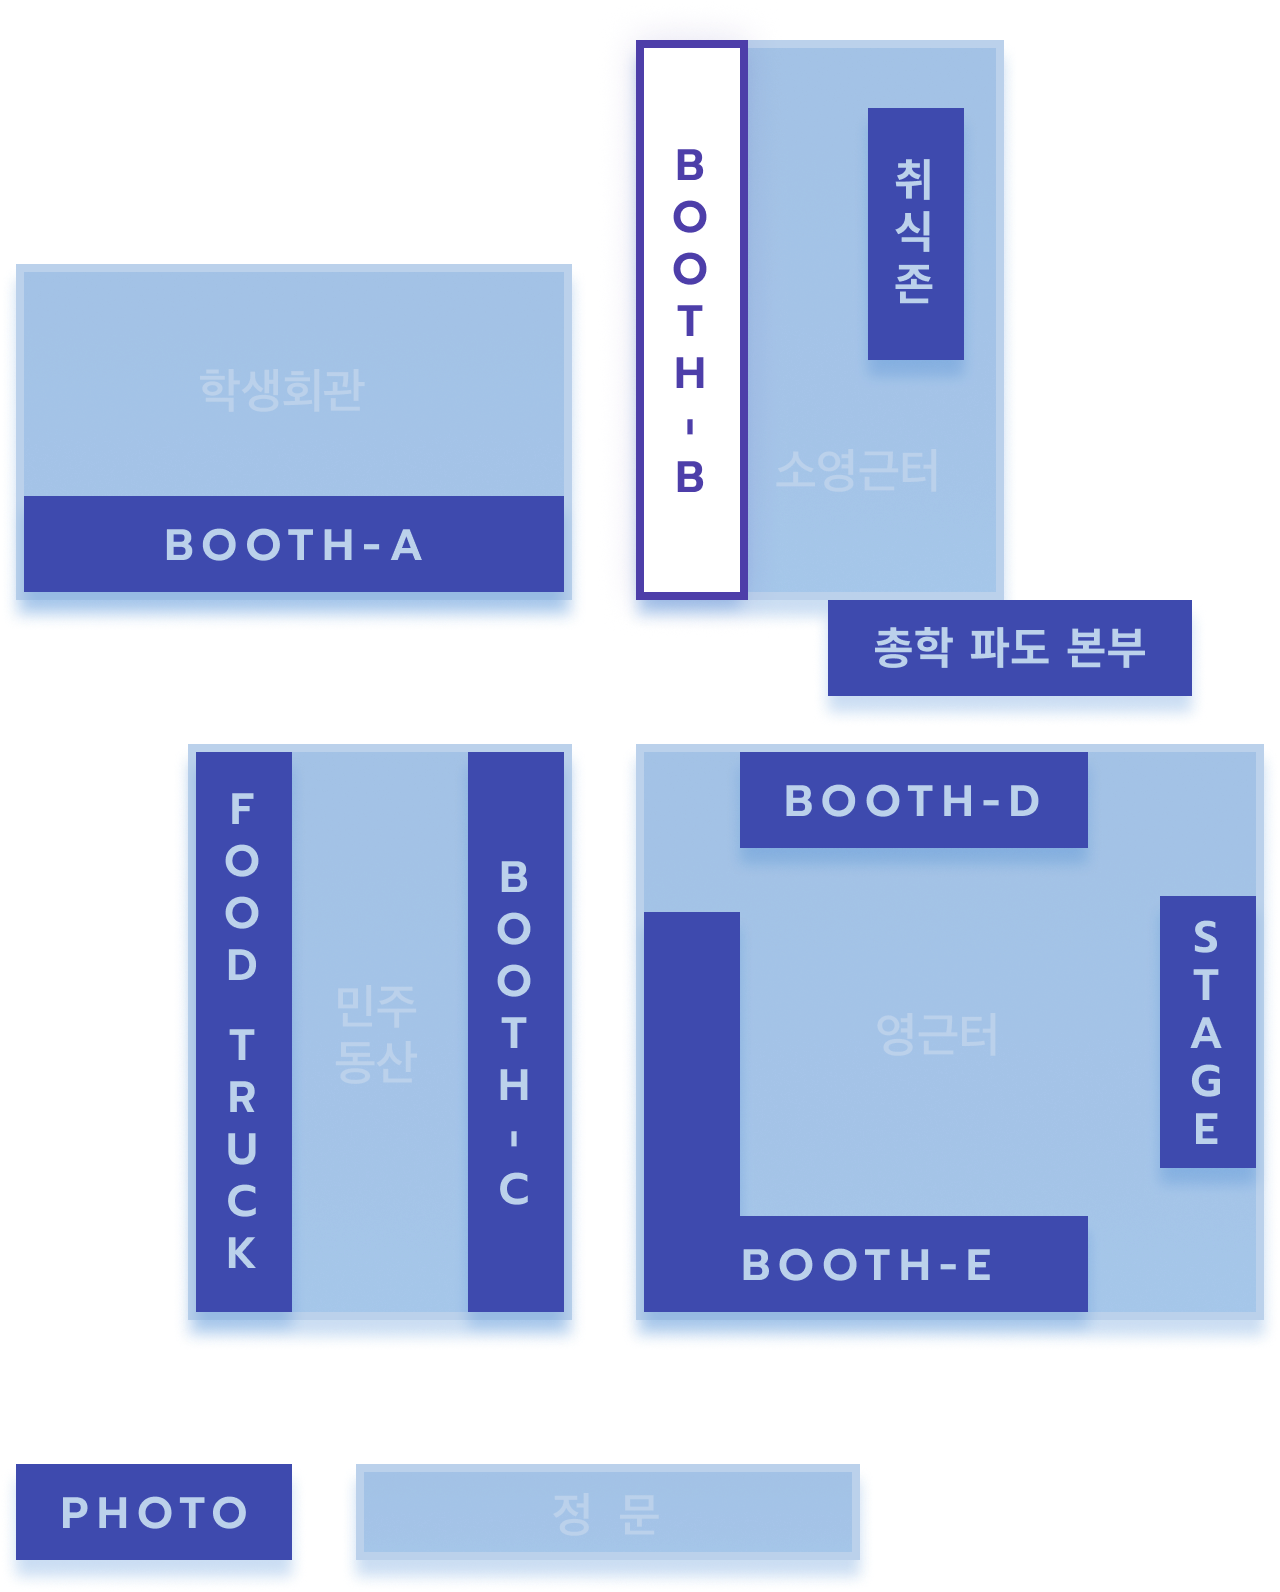 BOOTH-B
취식존
학생회관
소영근터
BOOTH-A
총학 파도 본부
FOOD TRUCK
민주
동산
BOOTH-C
BOOTH-D
STAGE
영근터
BOOTH-E
PHOTO
정 문